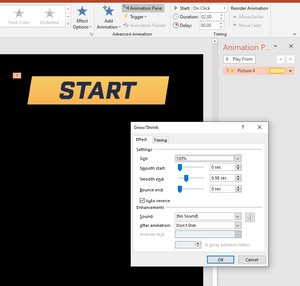 Animation Pane
Start: On Click
Reorder Animation
Trigger
Duration: 02.00
Move Earlier
Font Color
Underline
Effect Options
Add Animation
Animation Painter
Delay: 00.00
Move Later
Advanced Animation
Timing
START
Animation P...
Play From
1 Picture 4
Grow/Shrink
Effect
Timing
Settings
Size: 105%
Smooth start: 0 sec
Smooth end: 0.58 sec
Bounce end: 0 sec
Auto-reverse
Enhancements
Sound: [No Sound]
After animation: Don't Dim
Animate text:
% delay between letters
OK
Cancel